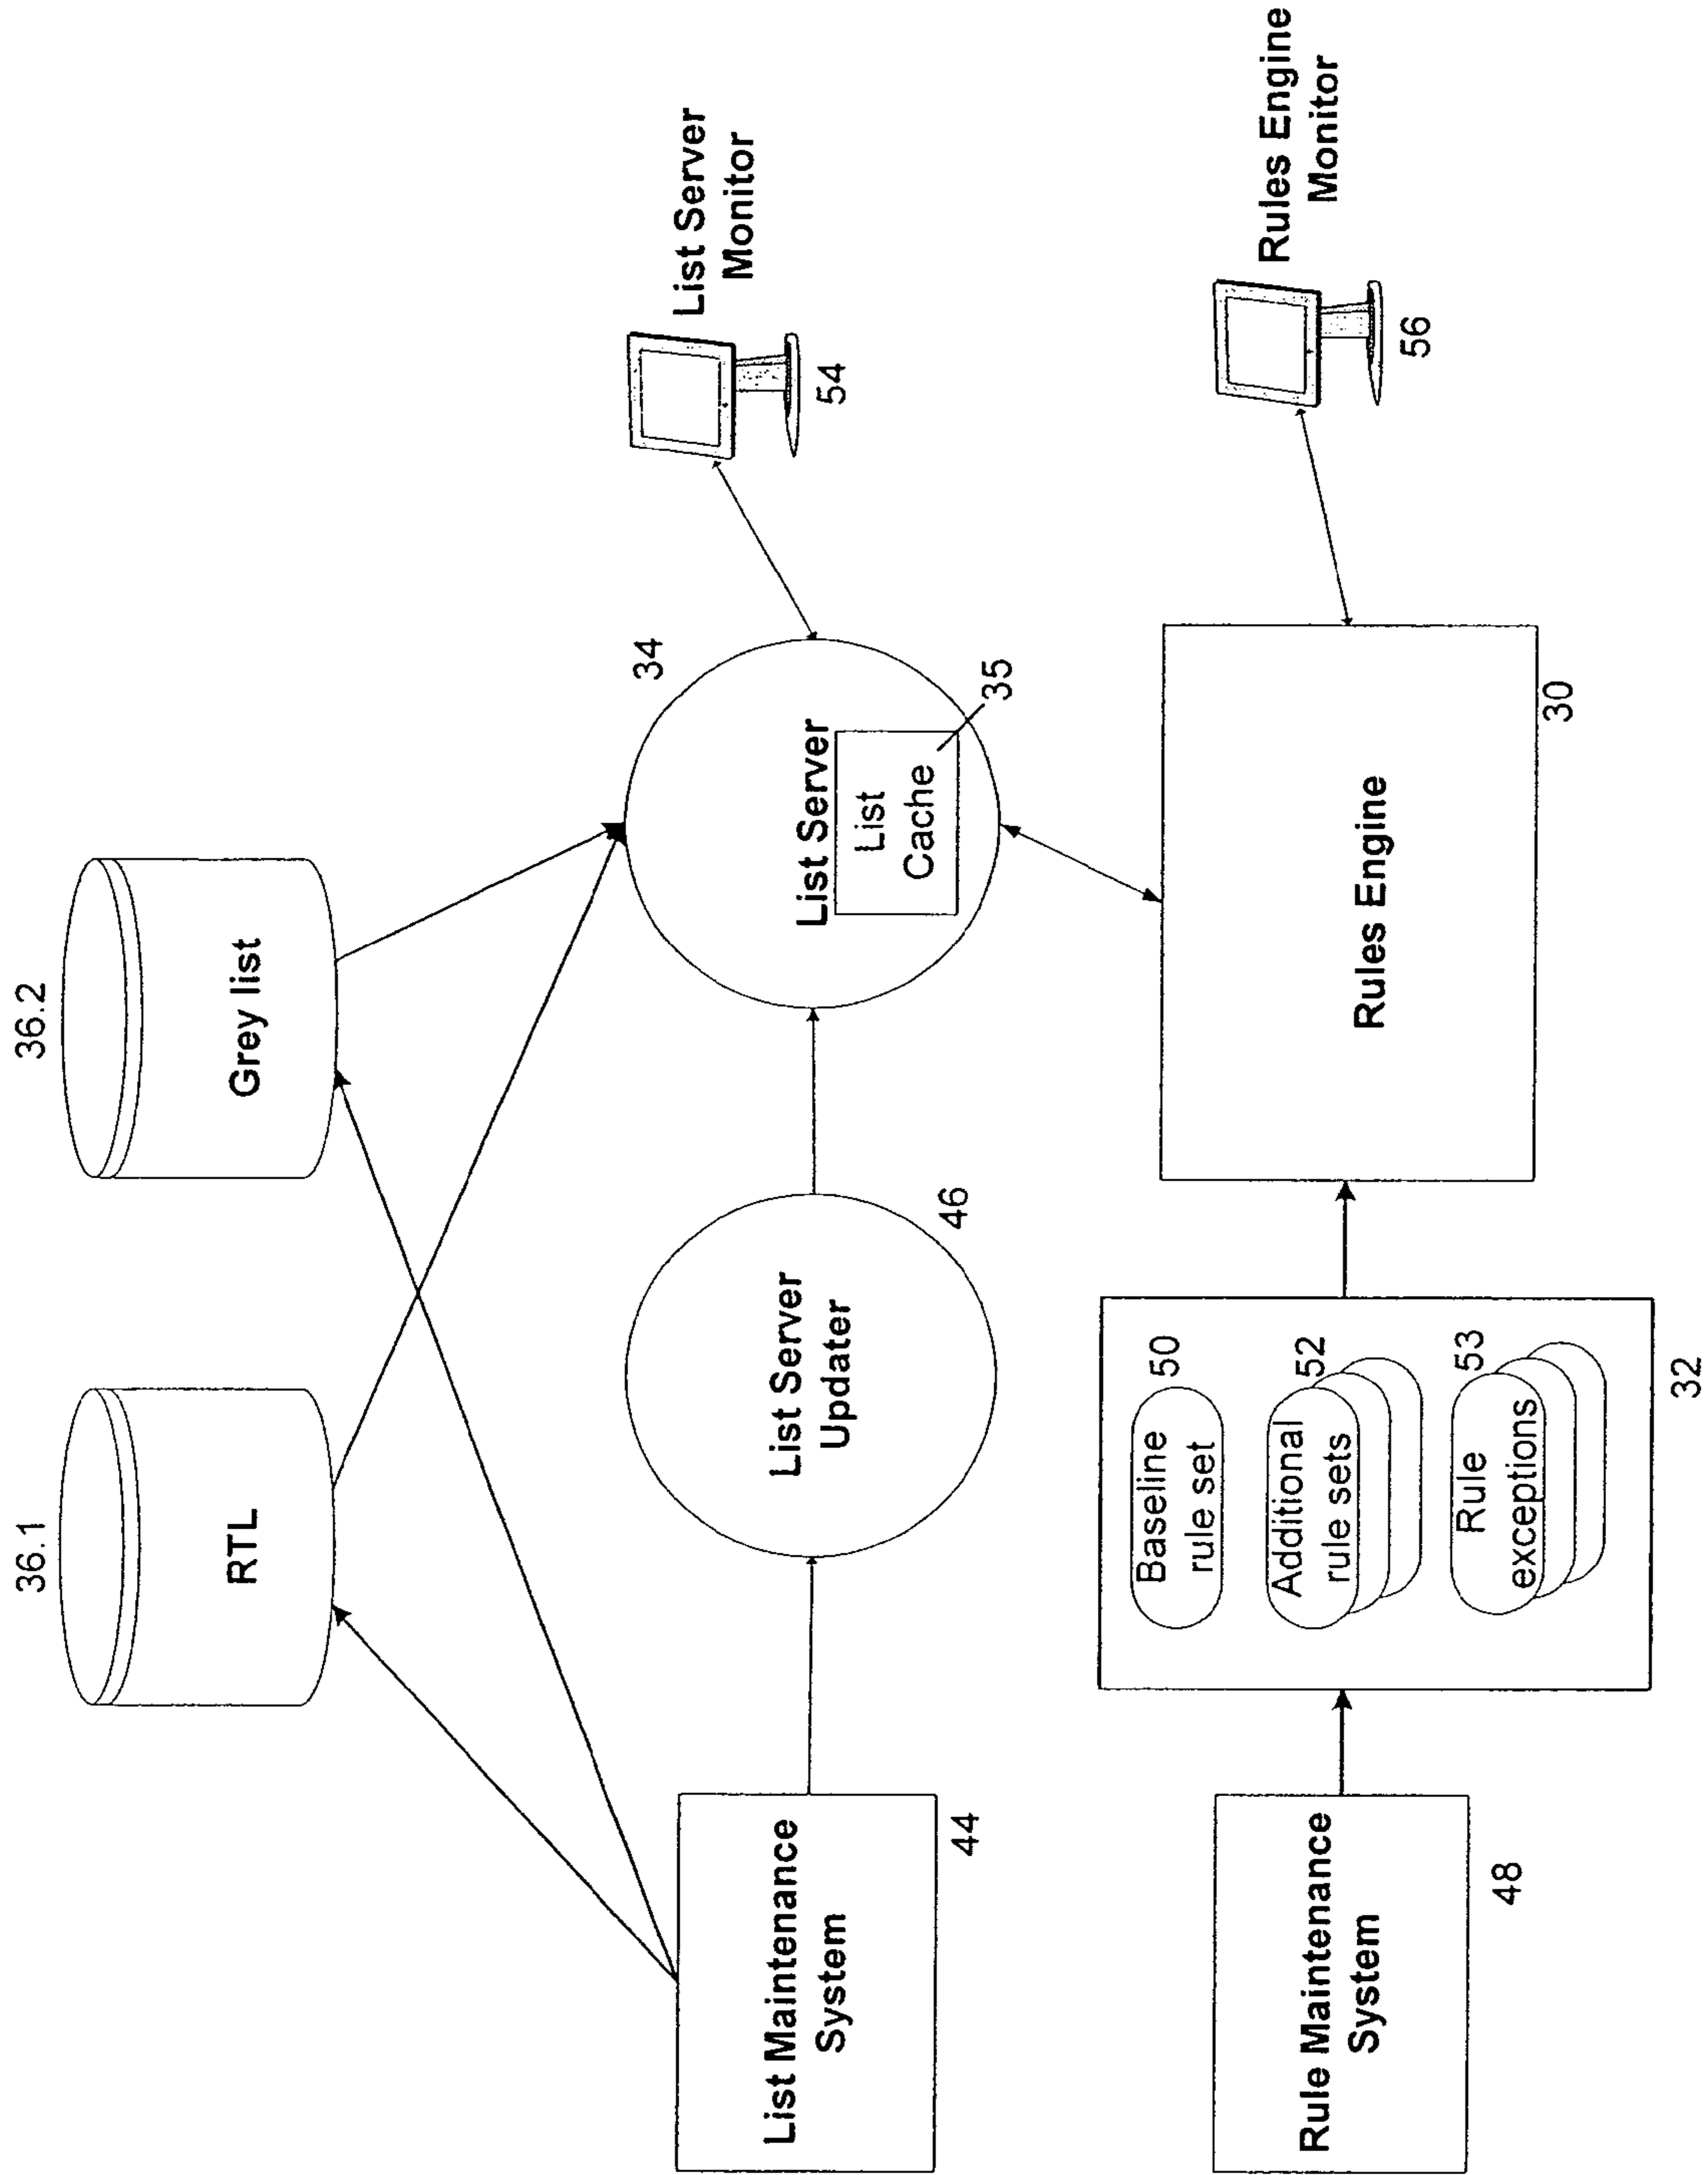 36.1
RTL
36.2
Grey list
List Maintenance
System
44
List Server
Updater
46
List Server
34
List
Cache
35
List Server
Monitor
54
Rule Maintenance
System
48
Baseline
rule set
50
Additional
rule sets
52
Rule
exceptions
53
32
Rules Engine
30
Rules Engine
Monitor
56